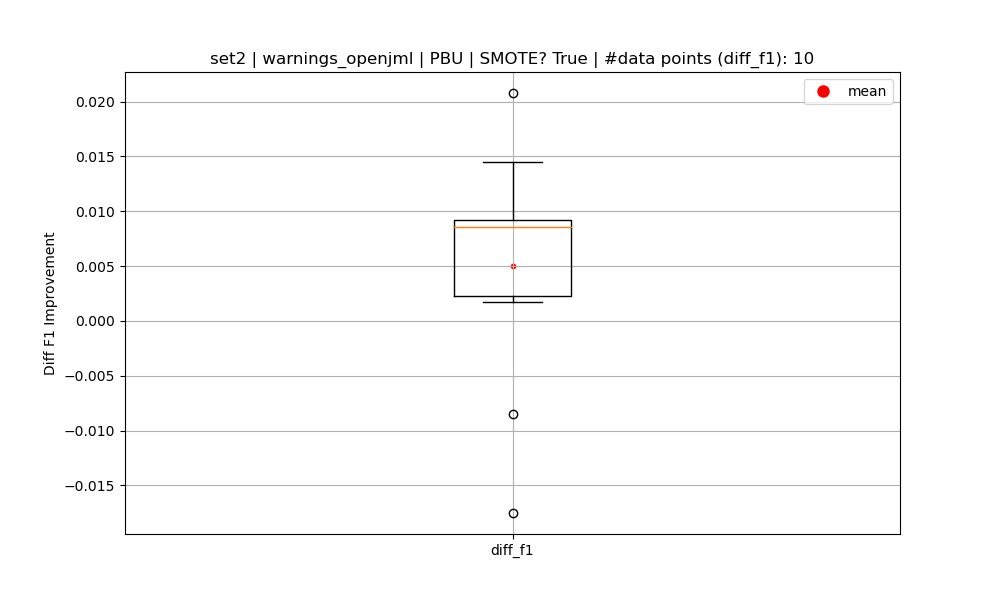 set2 | warnings_openjml | PBU | SMOTE? True | #data points (diff_f1): 10
mean
0.020
0.015
0.010
0.005
0.000
−0.005
−0.010
−0.015
Diff F1 Improvement
diff_f1